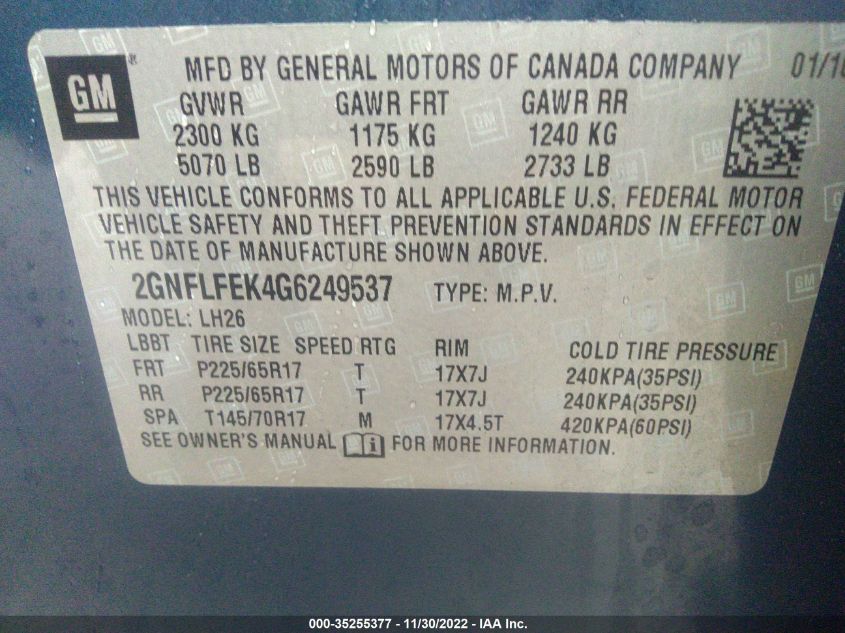 GM
MFD BY GENERAL MOTORS OF CANADA COMPANY 01/16
GVWR GAWR FRT GAWR RR
2300 KG 1175 KG 1240 KG
5070 LB 2590 LB 2733 LB
THIS VEHICLE CONFORMS TO ALL APPLICABLE U.S. FEDERAL MOTOR
VEHICLE SAFETY AND THEFT PREVENTION STANDARDS IN EFFECT ON
THE DATE OF MANUFACTURE SHOWN ABOVE.
2GNFLFEK4G6249537 TYPE: M.P.V.
MODEL: LH26
LBBT TIRE SIZE SPEED RTG RIM COLD TIRE PRESSURE
FRT P225/65R17 T 17X7J 240KPA(35PSI)
RR P225/65R17 T 17X7J 240KPA(35PSI)
SPA T145/70R17 M 17X4.5T 420KPA(60PSI)
SEE OWNER'S MANUAL FOR MORE INFORMATION.
000-35255377 - 11/30/2022 - IAA Inc.